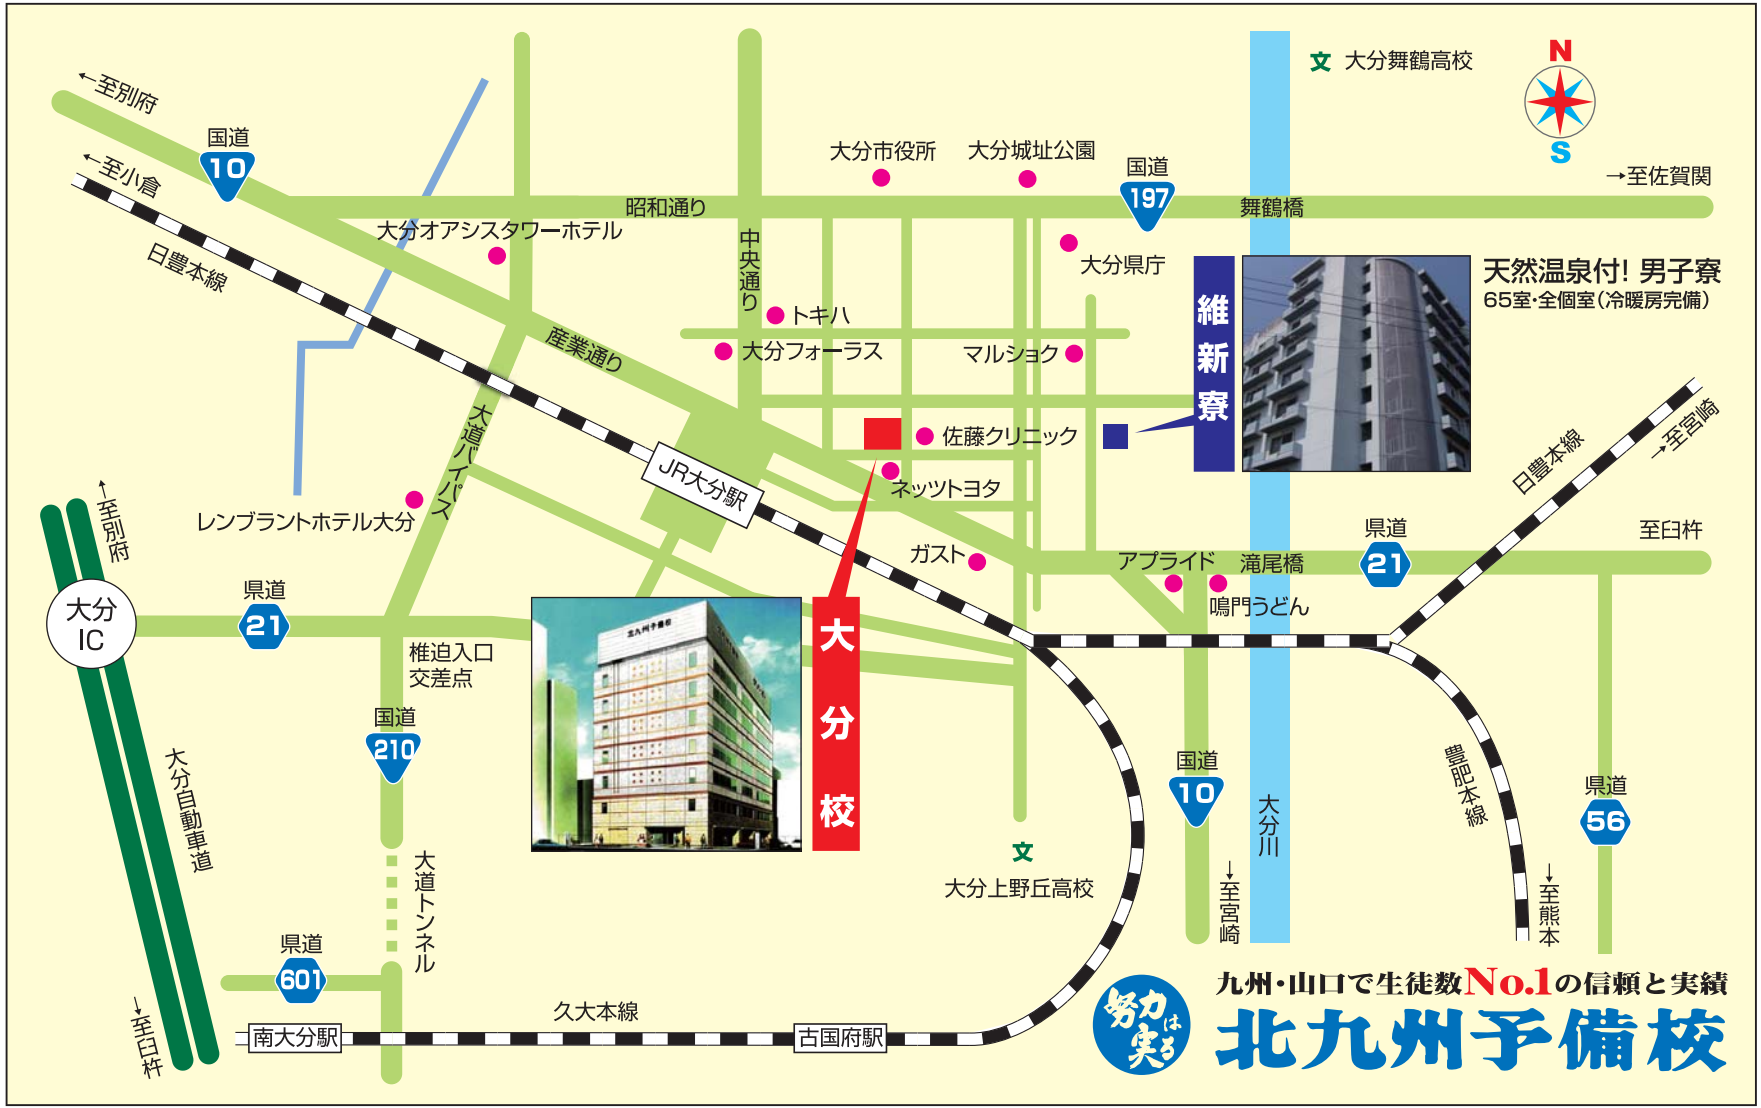 ←至別府
←至小倉
国道
10
日豊本線
大分オアシスタワーホテル
昭和通り
中央通り
大分市役所
大分城址公園
国道
197
舞鶴橋
→至佐賀関
文 大分舞鶴高校
N
S
大分県庁
トキハ
大分フォーラス
マルショク
産業通り
大道バイパス
維新寮
天然温泉付！男子寮
65室・全個室（冷暖房完備）
佐藤クリニック
ネッツトヨタ
JR大分駅
レンブラントホテル大分
ガスト
アプライド
滝尾橋
鳴門うどん
県道
21
至臼杵
日豊本線
→至宮崎
←至別府
大分
IC
県道
21
椎迫入口
交差点
国道
210
北九州予備校
大分校
大分自動車道
大道トンネル
文
大分上野丘高校
国道
10
→至宮崎
大分川
豊肥本線
→至熊本
県道
56
県道
601
→至臼杵
南大分駅
久大本線
古国府駅
努力は実る
九州・山口で生徒数No.1の信頼と実績
北九州予備校